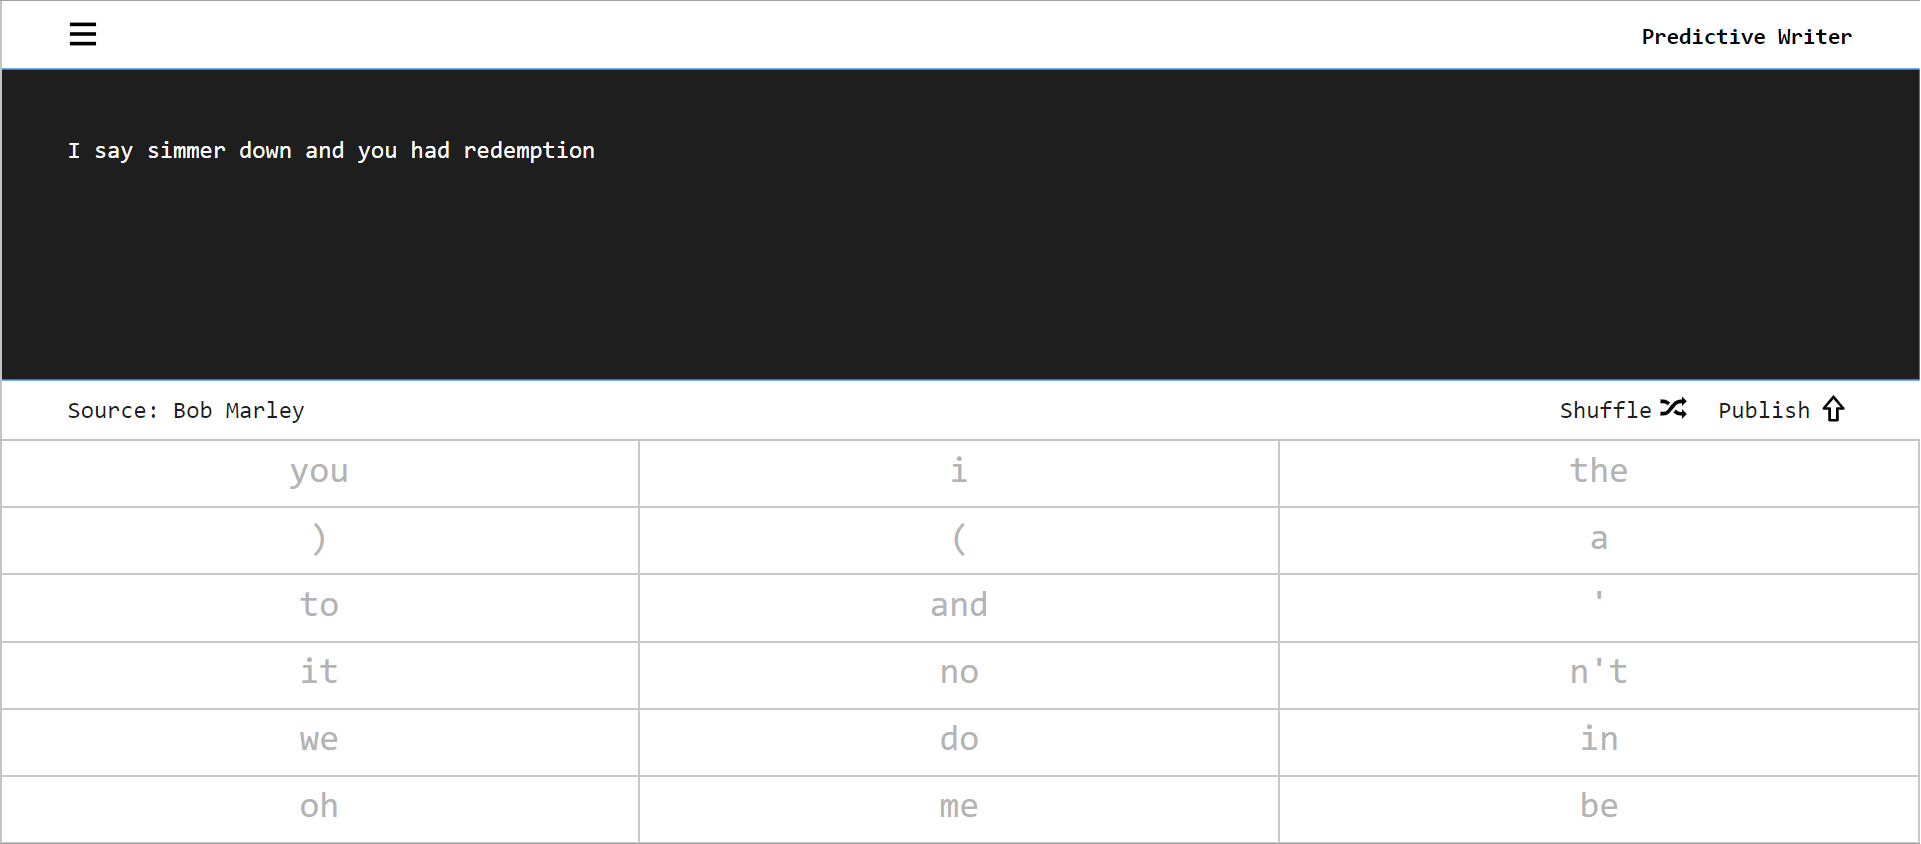 Predictive Writer
I say simmer down and you had redemption
Source: Bob Marley
Shuffle Publish
you i the
) ( a
to and '
it no n't
we do in
oh me be